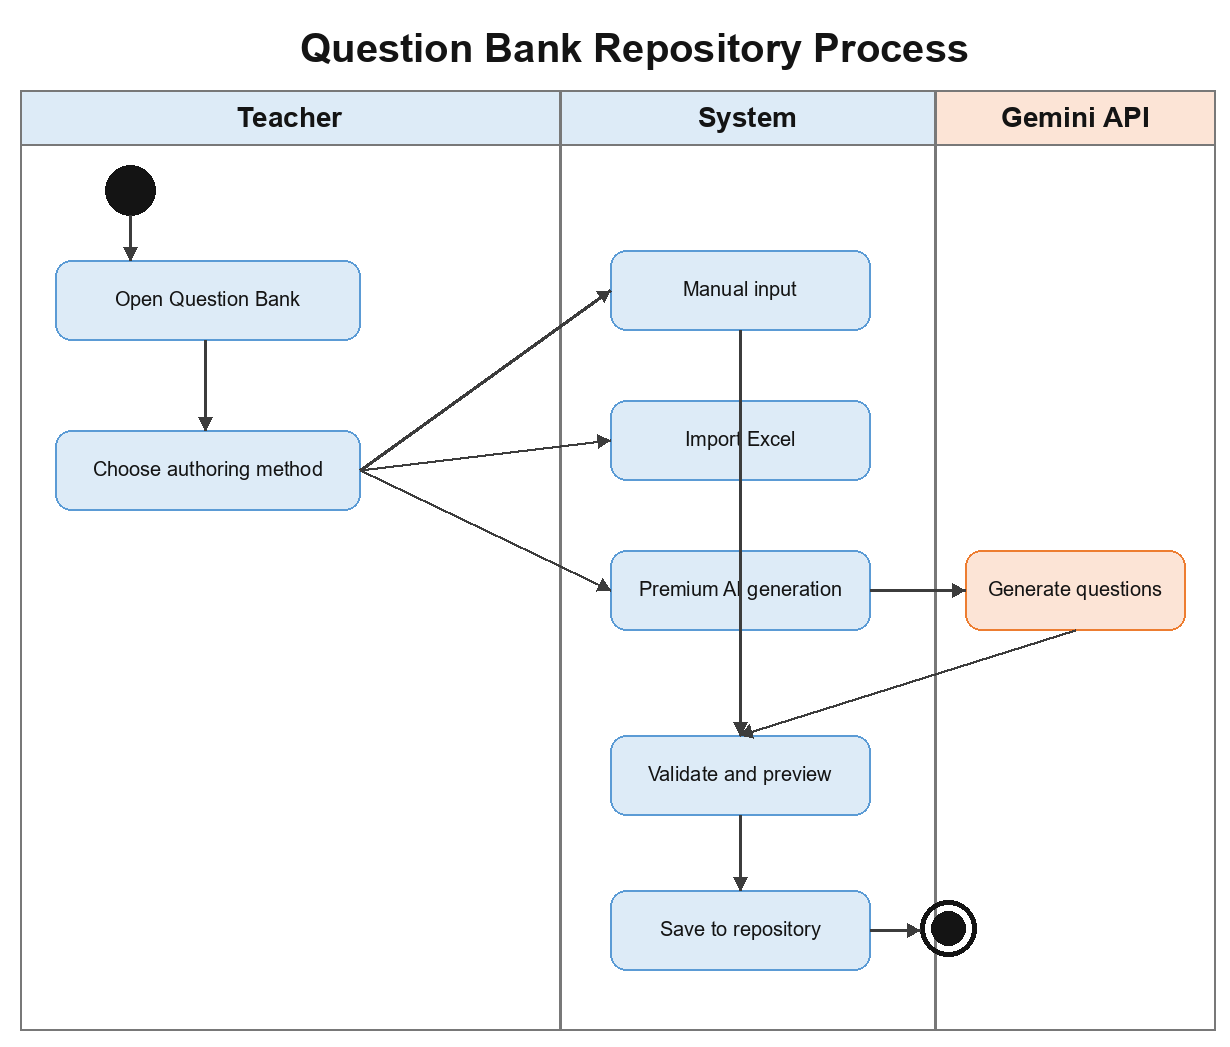 Question Bank Repository Process
Teacher
System
Gemini API
Open Question Bank
Manual input
Choose authoring method
Import Excel
Premium AI generation
Generate questions
Validate and preview
Save to repository